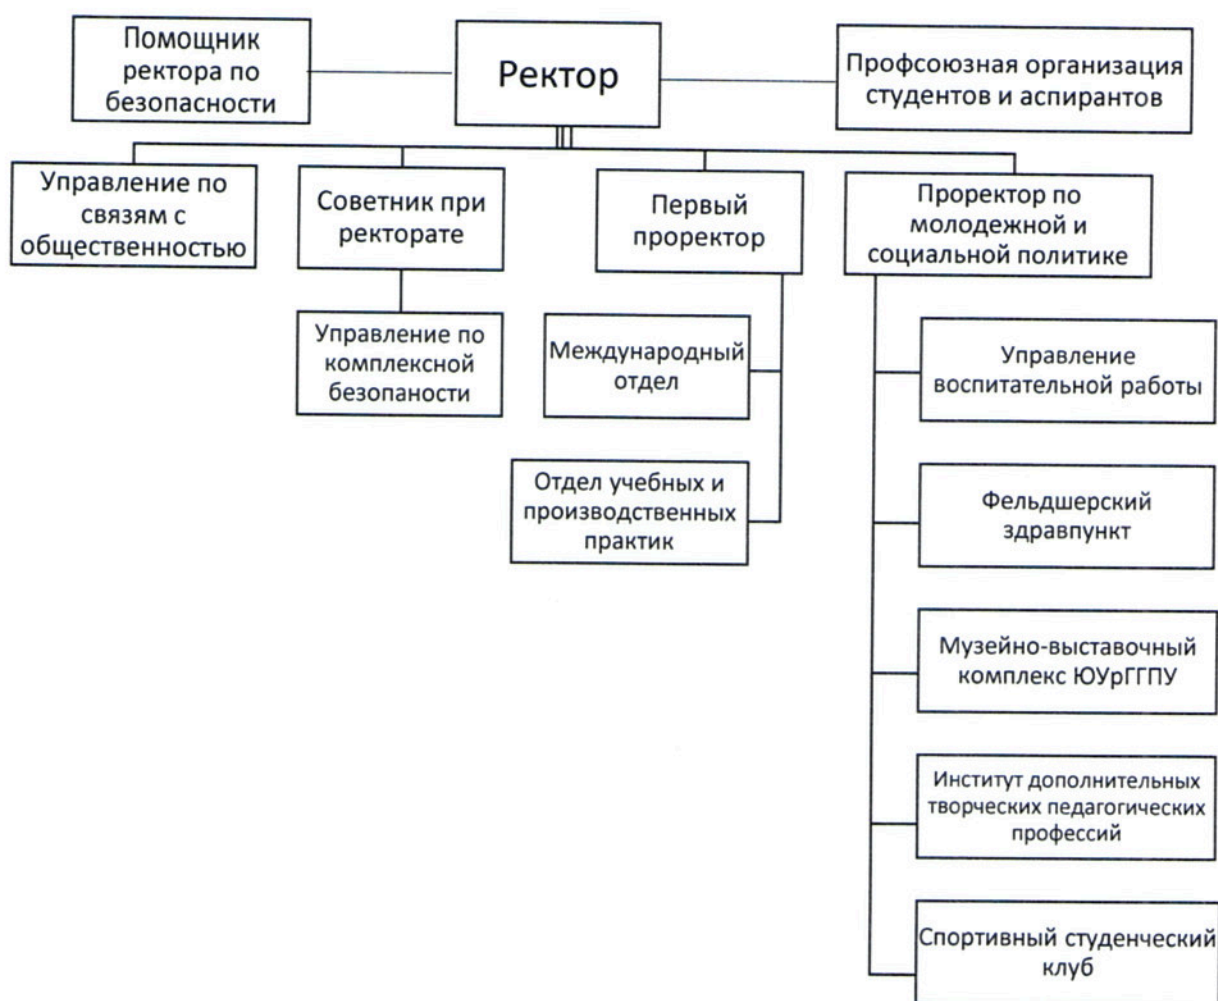 Помощник
ректора по
безопасности
Ректор
Профсоюзная организация
студентов и аспирантов
Управление по
связям с
общественностью
Советник при
ректорате
Первый
проректор
Проректор по
молодежной и
социальной политике
Управление по
комплексной
безопаности
Международный
отдел
Отдел учебных и
производственных
практик
Управление
воспитательной работы
Фельдшерский
здравпункт
Музейно-выставочный
комплекс ЮУрГГПУ
Институт дополнительных
творческих педагогических
профессий
Спортивный студенческий
клуб